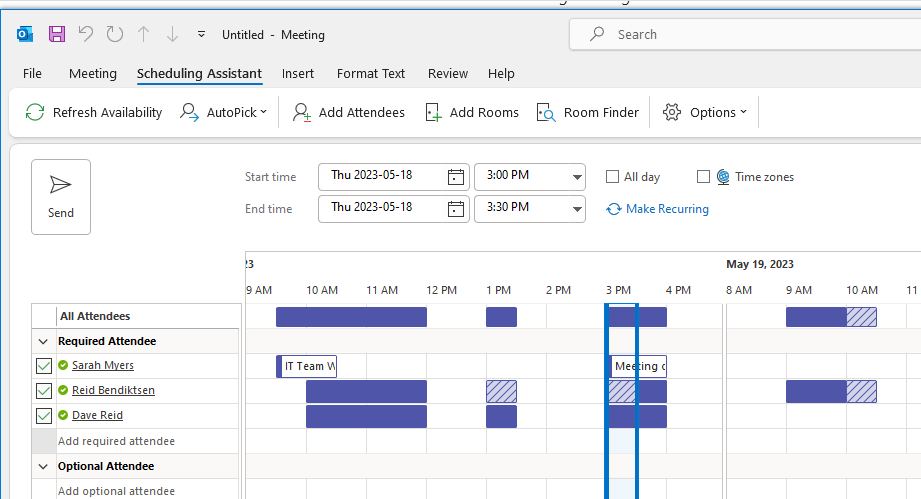 Untitled - Meeting
Search
File Meeting Scheduling Assistant Insert Format Text Review Help
Refresh Availability AutoPick Add Attendees Add Rooms Room Finder Options
Send
Start time Thu 2023-05-18 3:00 PM All day Time zones
End time Thu 2023-05-18 3:30 PM Make Recurring
23 May 19, 2023
9 AM 10 AM 11 AM 12 PM 1 PM 2 PM 3 PM 4 PM 8 AM 9 AM 10 AM 11
All Attendees
Required Attendee
Sarah Myers IT Team W Meeting
Reid Bendiktsen
Dave Reid
Add required attendee
Optional Attendee
Add optional attendee